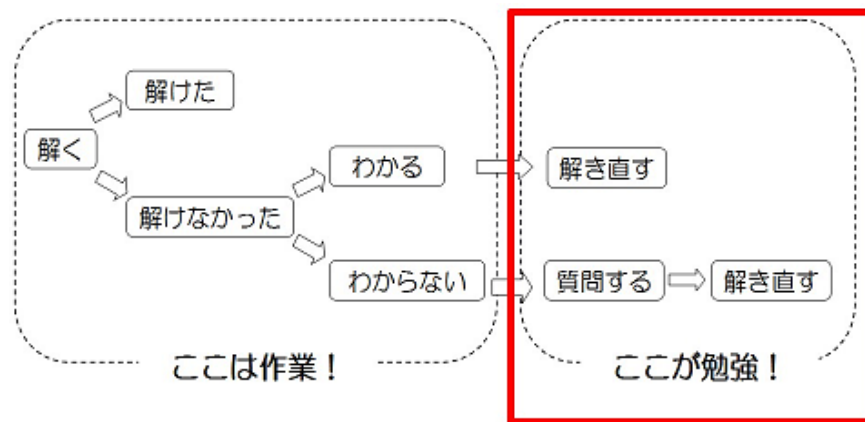 解けた
解く
わかる
解き直す
解けなかった
わからない
質問する
解き直す
ここは作業！
ここが勉強！